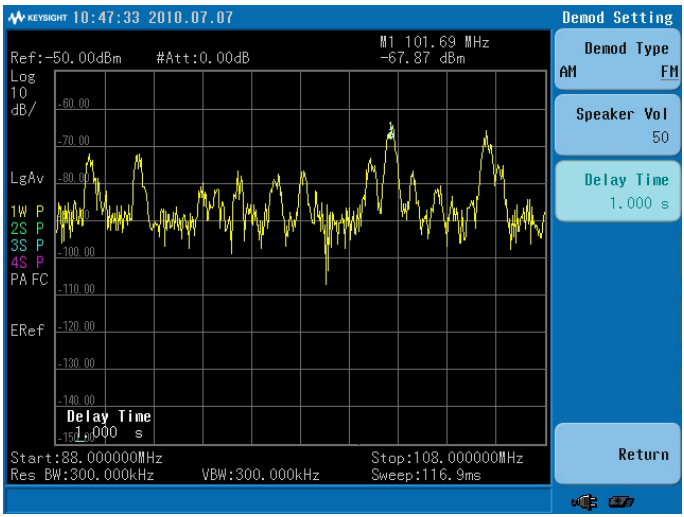 KEYSIGHT 10:47:33 2010.07.07
Demod Setting
Ref:-50.00dBm #Att:0.00dB
M1 101.69 MHz
-67.87 dBm
Log
10
dB/
LgAv
1W P
2S P
3S P
4S P
PA FC
ERef
-60.00
-70.00
-80.00
-100.00
-110.00
-120.00
-130.00
-140.00
1
Delay Time
1.000 s
Start:88.000000MHz Stop:108.000000MHz
Res BW:300.000kHz VBW:300.000kHz Sweep:116.9ms
Demod Type
AM FM
Speaker Vol
50
Delay Time
1.000 s
Return